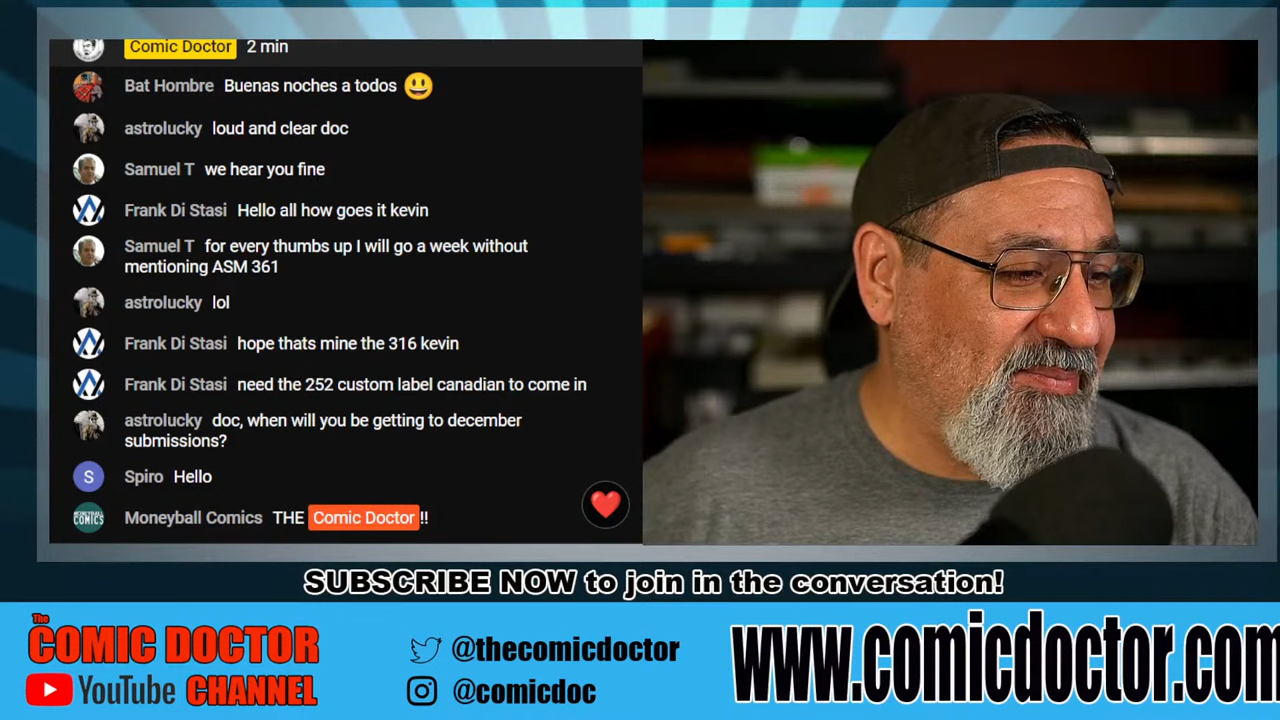 Comic Doctor 2 min
Bat Hombre Buenas noches a todos
astrolucky loud and clear doc
Samuel T we hear you fine
Frank Di Stasi Hello all how goes it kevin
Samuel T for every thumbs up I will go a week without
mentioning ASM 361
astrolucky lol
Frank Di Stasi hope thats mine the 316 kevin
Frank Di Stasi need the 252 custom label canadian to come in
astrolucky doc, when will you be getting to december
submissions?
S Spiro Hello
MONEYBALL COMICS Moneyball Comics THE Comic Doctor !!
SUBSCRIBE NOW to join in the conversation!
The
COMIC DOCTOR
YouTube CHANNEL
@thecomicdoctor
@comicdoc
www.comicdoctor.com